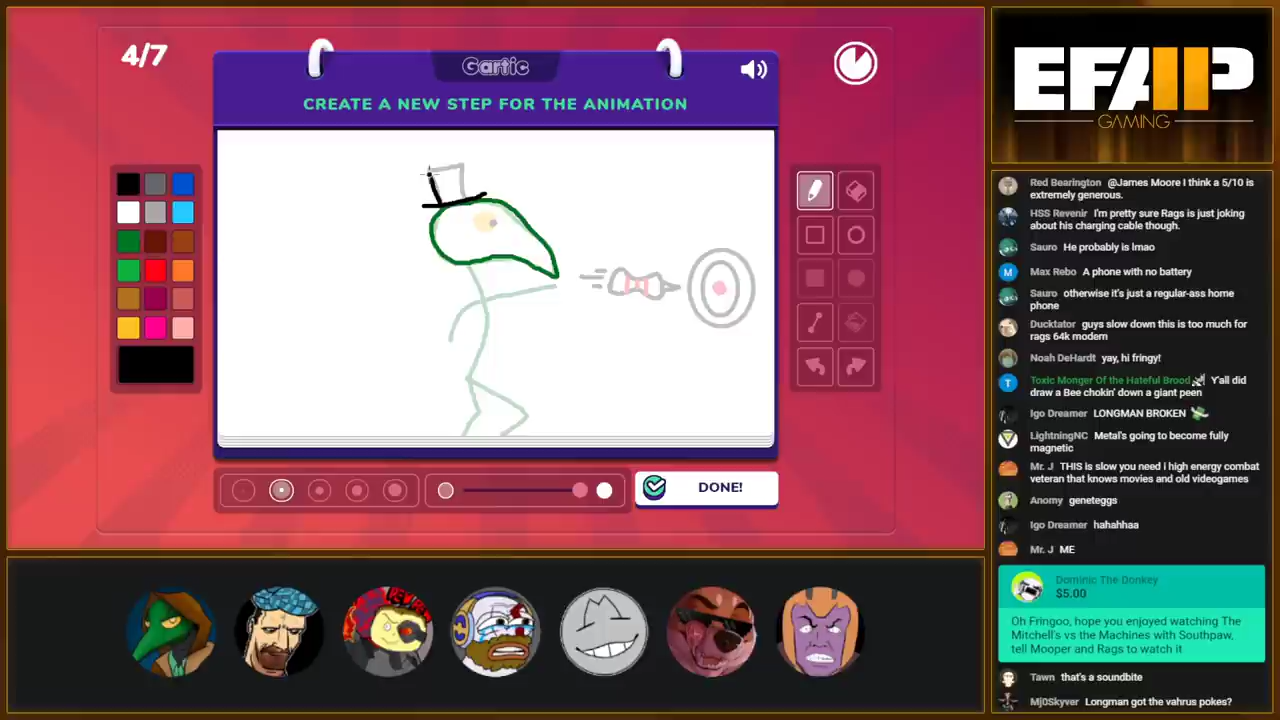 4/7
Gartic
CREATE A NEW STEP FOR THE ANIMATION
DONE!
EFAP
GAMING
Red Bearington @James Moore I think a 5/10 is
extremely generous.
HSS Revenir I'm pretty sure Rags is just joking
about his charging cable though.
Sauro He probably is lmao
M
Max Rebo A phone with no battery
Sauro otherwise it's just a regular-ass home
phone
Ducktator guys slow down this is too much for
rags 64k modem
Noah DeHardt yay, hi fringy!
T
Toxic Monger Of the Hateful Brood Y'all did
draw a Bee chokin' down a giant peen
Igo Dreamer LONGMAN BROKEN
LightningNC Metal's going to become fully
magnetic
Mr. J THIS is slow you need i high energy combat
veteran that knows movies and old videogames
Anomy geneteggs
Igo Dreamer hahahhaa
Mr. J ME
Dominic The Donkey
$5.00
Oh Fringoo, hope you enjoyed watching The
Mitchell's vs the Machines with Southpaw,
tell Mooper and Rags to watch it
Tawn that's a soundbite
Mj0Skyver Longman got the vahrus pokes?